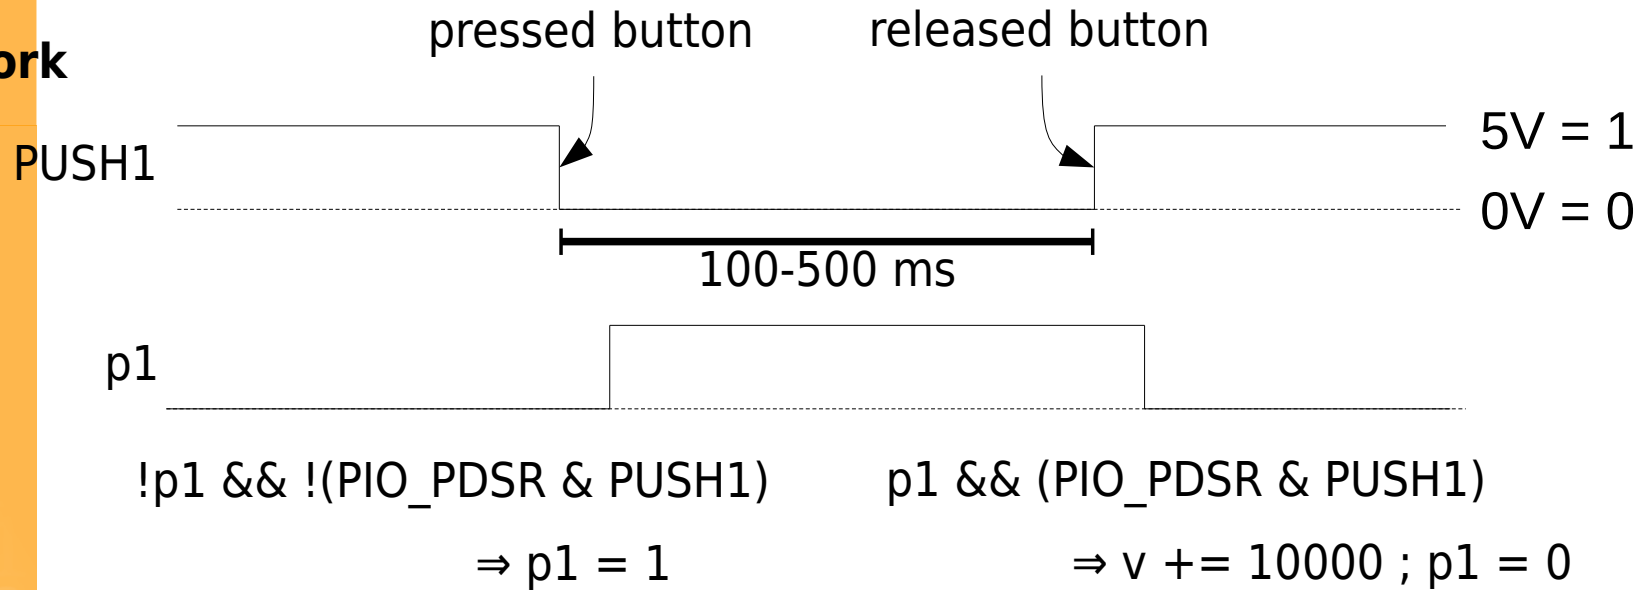 pressed button
released button
ork
PUSH1
5V = 1
0V = 0
100-500 ms
p1
!p1 && !(PIO_PDSR & PUSH1)
p1 && (PIO_PDSR & PUSH1)
⇒ p1 = 1
⇒ v += 10000 ; p1 = 0